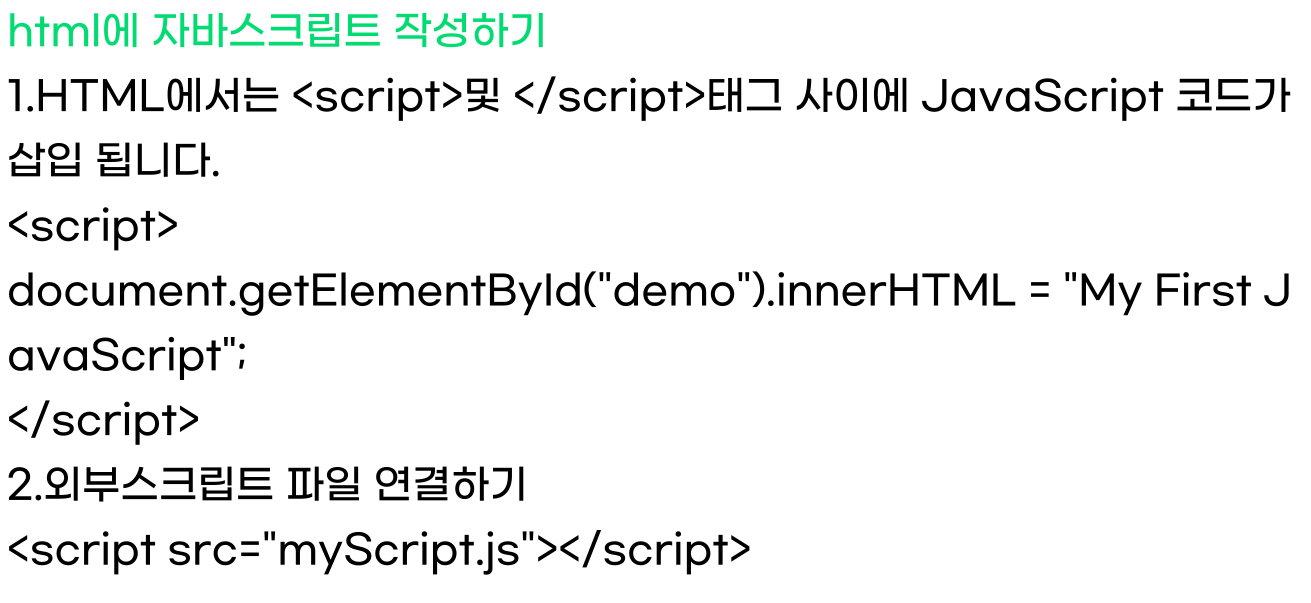 html에 자바스크립트 작성하기
1.HTML에서는 <script>및 </script>태그 사이에 JavaScript 코드가
삽입 됩니다.
<script>
document.getElementById("demo").innerHTML = "My First J
avaScript";
</script>
2.외부스크립트 파일 연결하기
<script src="myScript.js"></script>